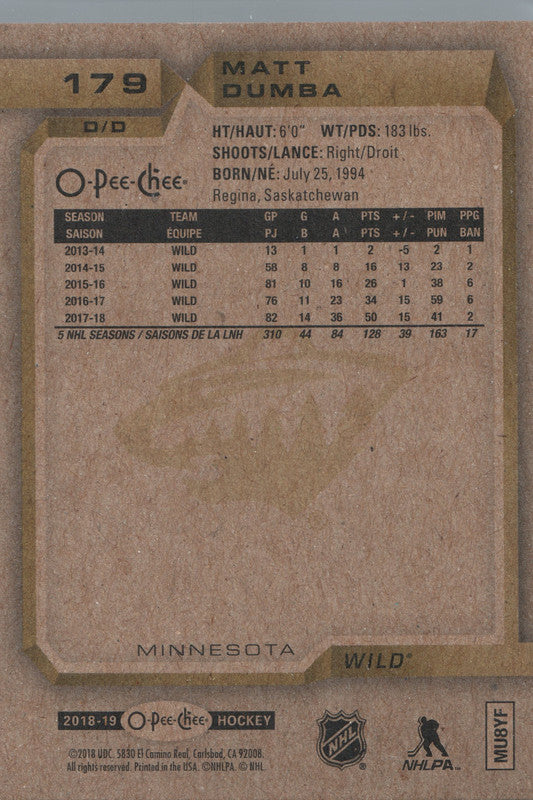 179
MATT
DUMBA
D/D
HT/HAUT: 6'0" WT/PDS: 183 lbs.
SHOOTS/LANCE: Right/Droit
BORN/NÉ: July 25, 1994
Regina, Saskatchewan
O-Pee-Chee®
SEASON TEAM GP G A PTS +/- PIM PPG
SAISON ÉQUIPE PJ B A PTS +/- PUN BAN
2013-14 WILD 13 1 1 2 -5 2 1
2014-15 WILD 58 8 8 16 13 23 2
2015-16 WILD 81 10 16 26 1 38 6
2016-17 WILD 76 11 23 34 15 59 6
2017-18 WILD 82 14 36 50 15 41 2
5 NHL SEASONS / SAISONS DE LA LNH 310 44 84 128 39 163 17
MINNESOTA
WILD®
2018-19 O-Pee-Chee® HOCKEY
©2018 UDC. 5830 El Camino Real, Carlsbad, CA 92008.
All rights reserved. Printed in the USA. ©NHLPA. © NHL.
NHL
NHLPA™
MU8YF